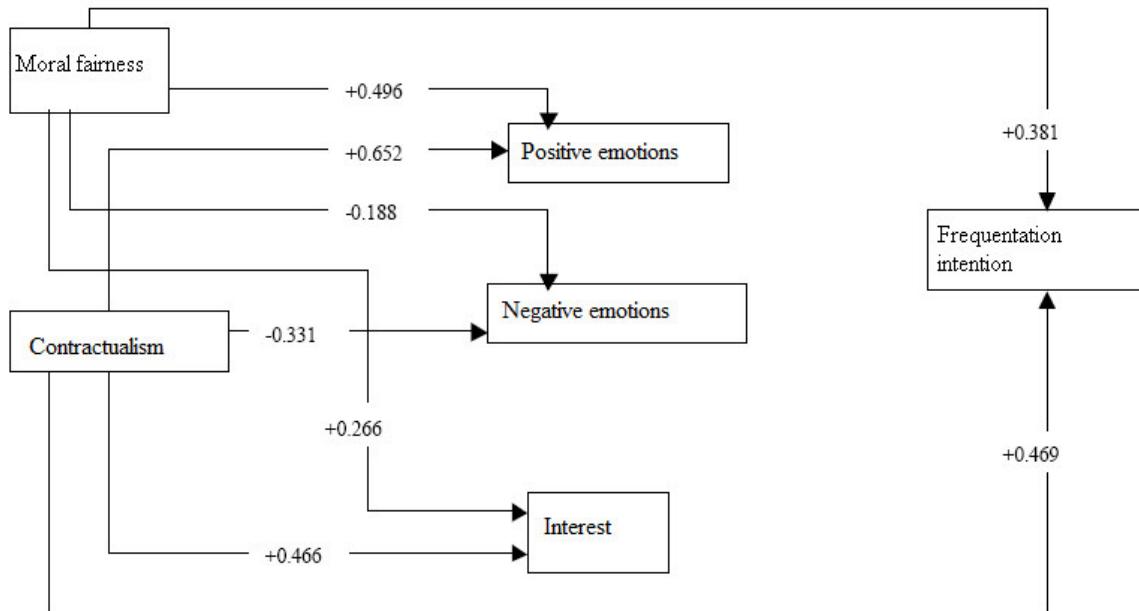 Moral fairness
+0.496
+0.652
Positive emotions
+0.381
-0.188
Frequentation
intention
Negative emotions
Contractualism
-0.331
+0.266
+0.469
Interest
+0.466